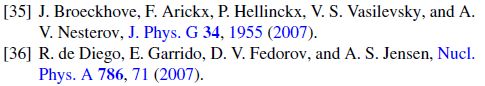 [35] J. Broeckhove, F. Arickx, P. Hellinckx, V. S. Vasilevsky, and A.
V. Nesterov, J. Phys. G 34, 1955 (2007).
[36] R. de Diego, E. Garrido, D. V. Fedorov, and A. S. Jensen, Nucl.
Phys. A 786, 71 (2007).